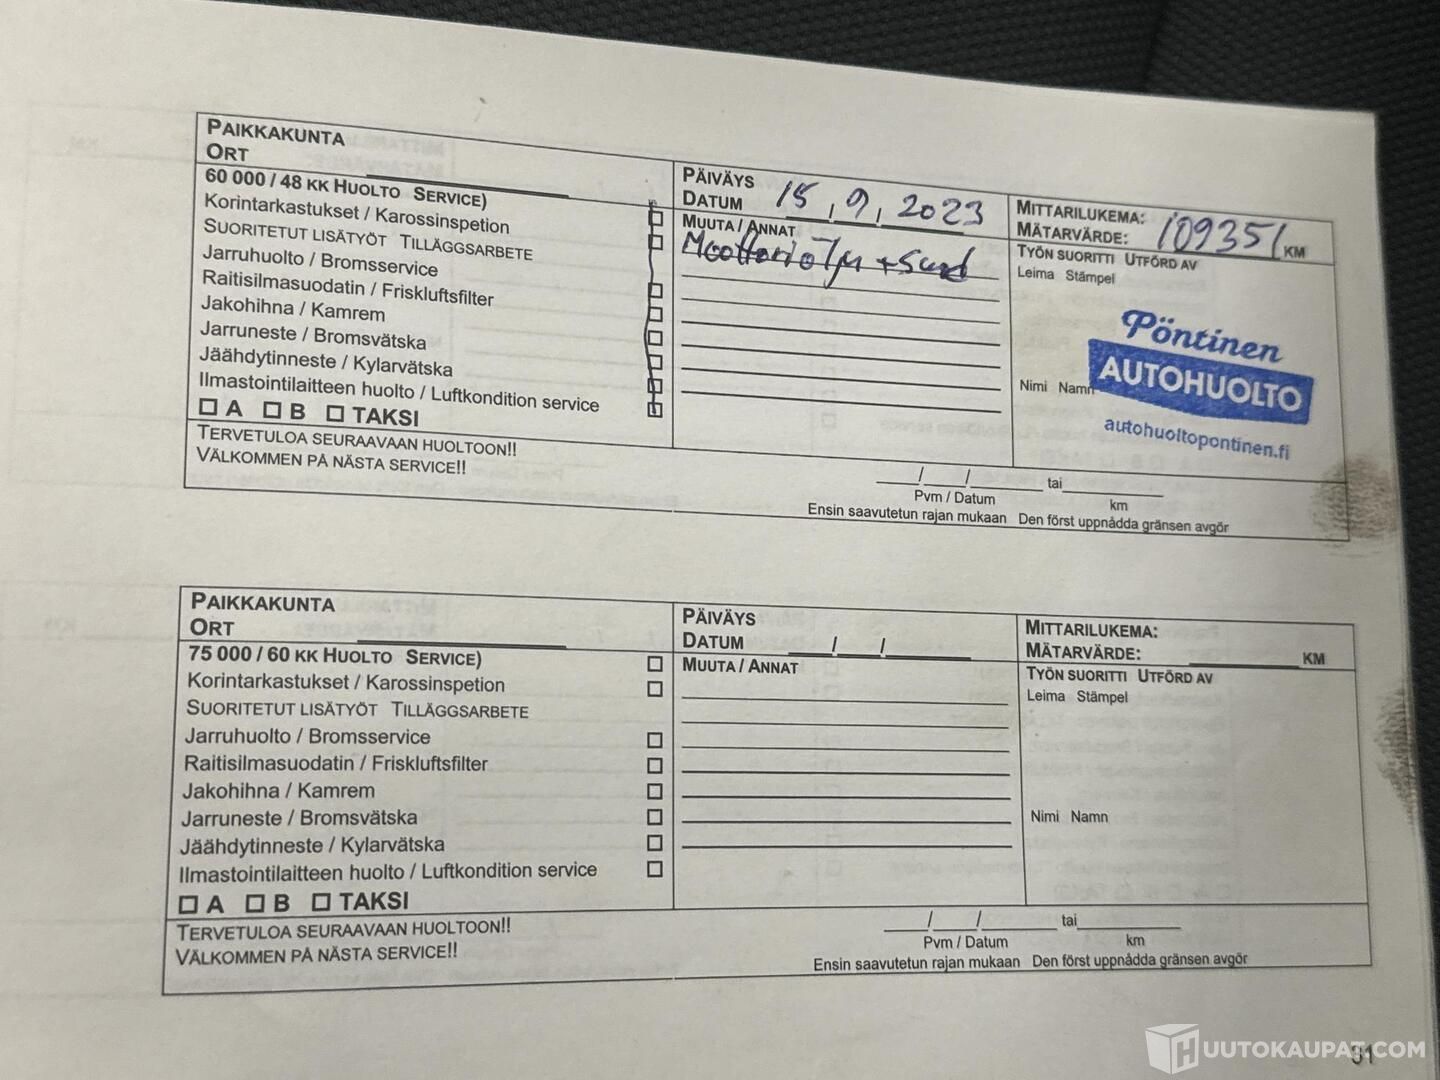 PAIKKAKUNTA
ORT
60 000 / 48 KK HUOLTO SERVICE)
Korintarkastukset / Karossinspetion
SUORITETUT LISÄTYÖT TILLÄGGSARBETE
Jarruhuolto / Bromsservice
Raitisilmasuodatin / Friskluftsfilter
Jakohihna / Kamrem
Jarruneste / Bromsvätska
Jäähdytinneste / Kylarvätska
Ilmastointilaitteen huolto / Luftkondition service
A B TAKSI
PÄIVÄYS
DATUM 15, 9, 2023
MUUTA / ANNAT
Moottoriöljy +
MITTARILUKEMA:
MÄTARVÄRDE: 109351 KM
TYÖN SUORITTI UTFÖRD AV
Leima Stämpel
Pöntinen
AUTOHUOLTO
autohuoltopontinen.fi
Nimi Namn
TERVETULOA SEURAAVAAN HUOLTOON!!
VÄLKOMMEN PÅ NÄSTA SERVICE!!
/ / tai
Pvm / Datum km
Ensin saavutetun rajan mukaan Den först uppnådda gränsen avgör
PAIKKAKUNTA
ORT
75 000 / 60 KK HUOLTO SERVICE)
Korintarkastukset / Karossinspetion
SUORITETUT LISÄTYÖT TILLÄGGSARBETE
Jarruhuolto / Bromsservice
Raitisilmasuodatin / Friskluftsfilter
Jakohihna / Kamrem
Jarruneste / Bromsvätska
Jäähdytinneste / Kylarvätska
Ilmastointilaitteen huolto / Luftkondition service
A B TAKSI
PÄIVÄYS
DATUM / /
MUUTA / ANNAT
MITTARILUKEMA:
MÄTARVÄRDE: KM
TYÖN SUORITTI UTFÖRD AV
Leima Stämpel
Nimi Namn
TERVETULOA SEURAAVAAN HUOLTOON!!
VÄLKOMMEN PÅ NÄSTA SERVICE!!
/ / tai
Pvm / Datum km
Ensin saavutetun rajan mukaan Den först uppnådda gränsen avgör
31
HUUTOKAUPAT.COM